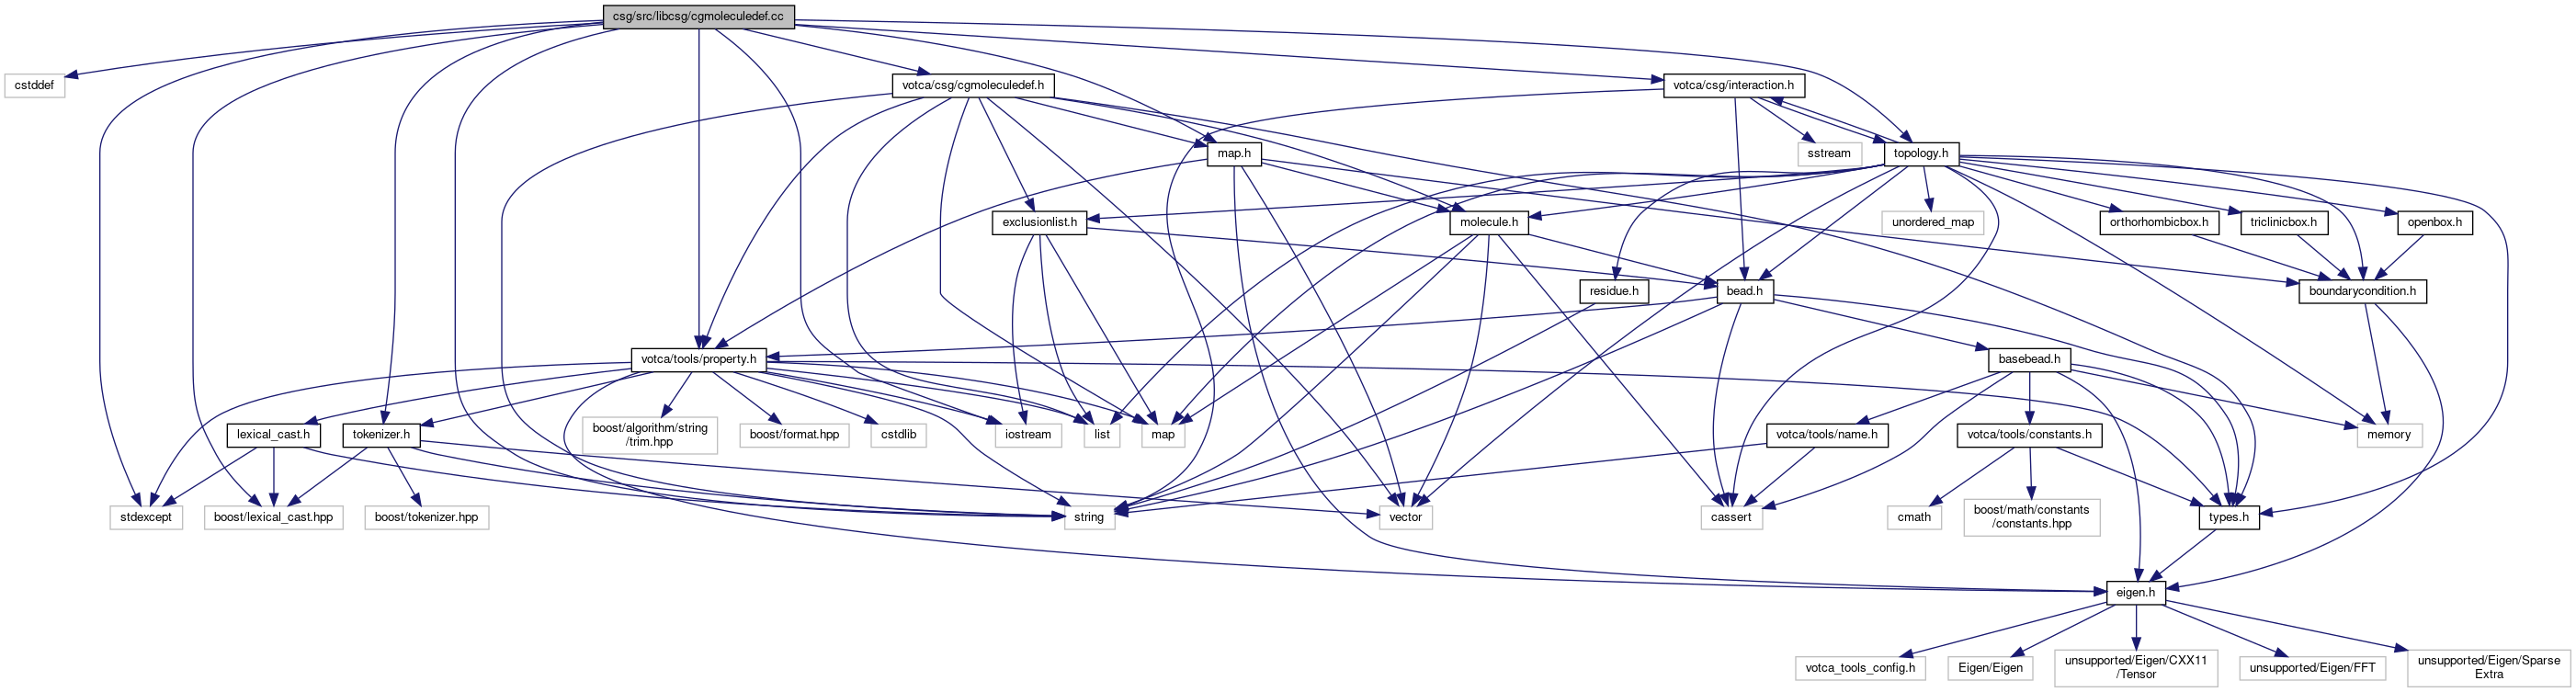 csg/src/libcsg/cgmoleculedef.cc
cstddef
votca/csg/cgmoleculedef.h
votca/csg/interaction.h
map.h
sstream
topology.h
exclusionlist.h
molecule.h
unordered_map
orthorhombicbox.h
triclinicbox.h
openbox.h
residue.h
bead.h
boundarycondition.h
votca/tools/property.h
basebead.h
lexical_cast.h
tokenizer.h
boost/algorithm/string
/trim.hpp
boost/format.hpp
cstdlib
iostream
list
map
votca/tools/name.h
votca/tools/constants.h
memory
stdexcept
boost/lexical_cast.hpp
boost/tokenizer.hpp
string
vector
cassert
cmath
boost/math/constants
/constants.hpp
types.h
eigen.h
votca_tools_config.h
Eigen/Eigen
unsupported/Eigen/CXX11
/Tensor
unsupported/Eigen/FFT
unsupported/Eigen/Sparse
Extra